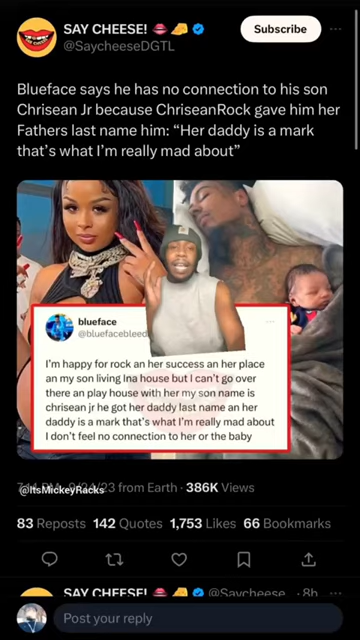 SAY CHEESE!
@SaycheeseDGTL
Subscribe
Blueface says he has no connection to his son
Chrisean Jr because ChriseanRock gave him her
Fathers last name him: “Her daddy is a mark
that’s what I’m really mad about”
blueface
@bluefacebleed
I’m happy for rock an her success an her place
an my son living Ina house but I can’t go over
there an play house with her my son name is
chrisean jr he got her daddy last name an her
daddy is a mark that’s what I’m really mad about
I don’t feel no connection to her or the baby
/24/23 from Earth · 386K Views
@ItsMickeyRacks
83 Reposts 142 Quotes 1,753 Likes 66 Bookmarks
SAY CHEESE! @Saycheese... · 8h
Post your reply